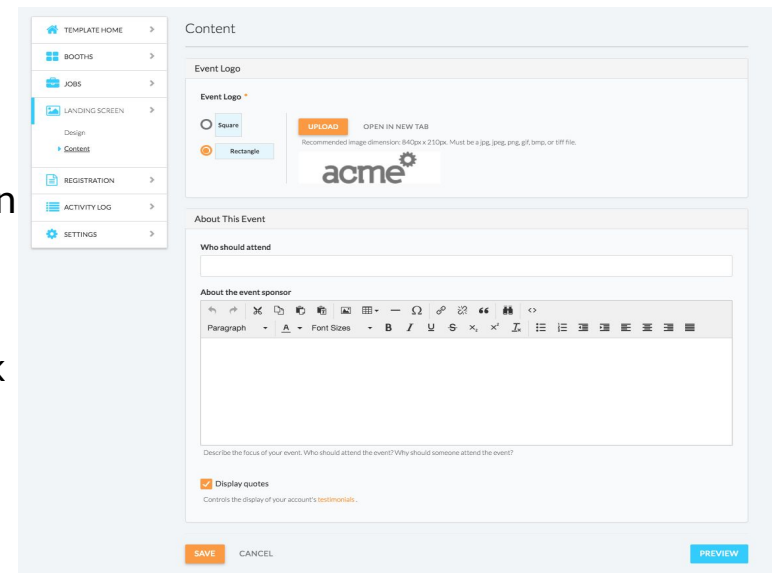 TEMPLATE HOME
BOOTHS
JOBS
LANDING SCREEN
Design
Content
REGISTRATION
ACTIVITY LOG
SETTINGS
n
k
Content
Event Logo
Event Logo *
Square
Rectangle
UPLOAD OPEN IN NEW TAB
Recommended image dimension: 840px x 210px. Must be a jpg, jpeg, png, gif, bmp, or tiff file.
acme
About This Event
Who should attend
About the event sponsor
Paragraph A Font Sizes B I U S x₂ x² Tx
Describe the focus of your event. Who should attend the event? Why should someone attend the event?
Display quotes
Controls the display of your account's testimonials .
SAVE CANCEL PREVIEW